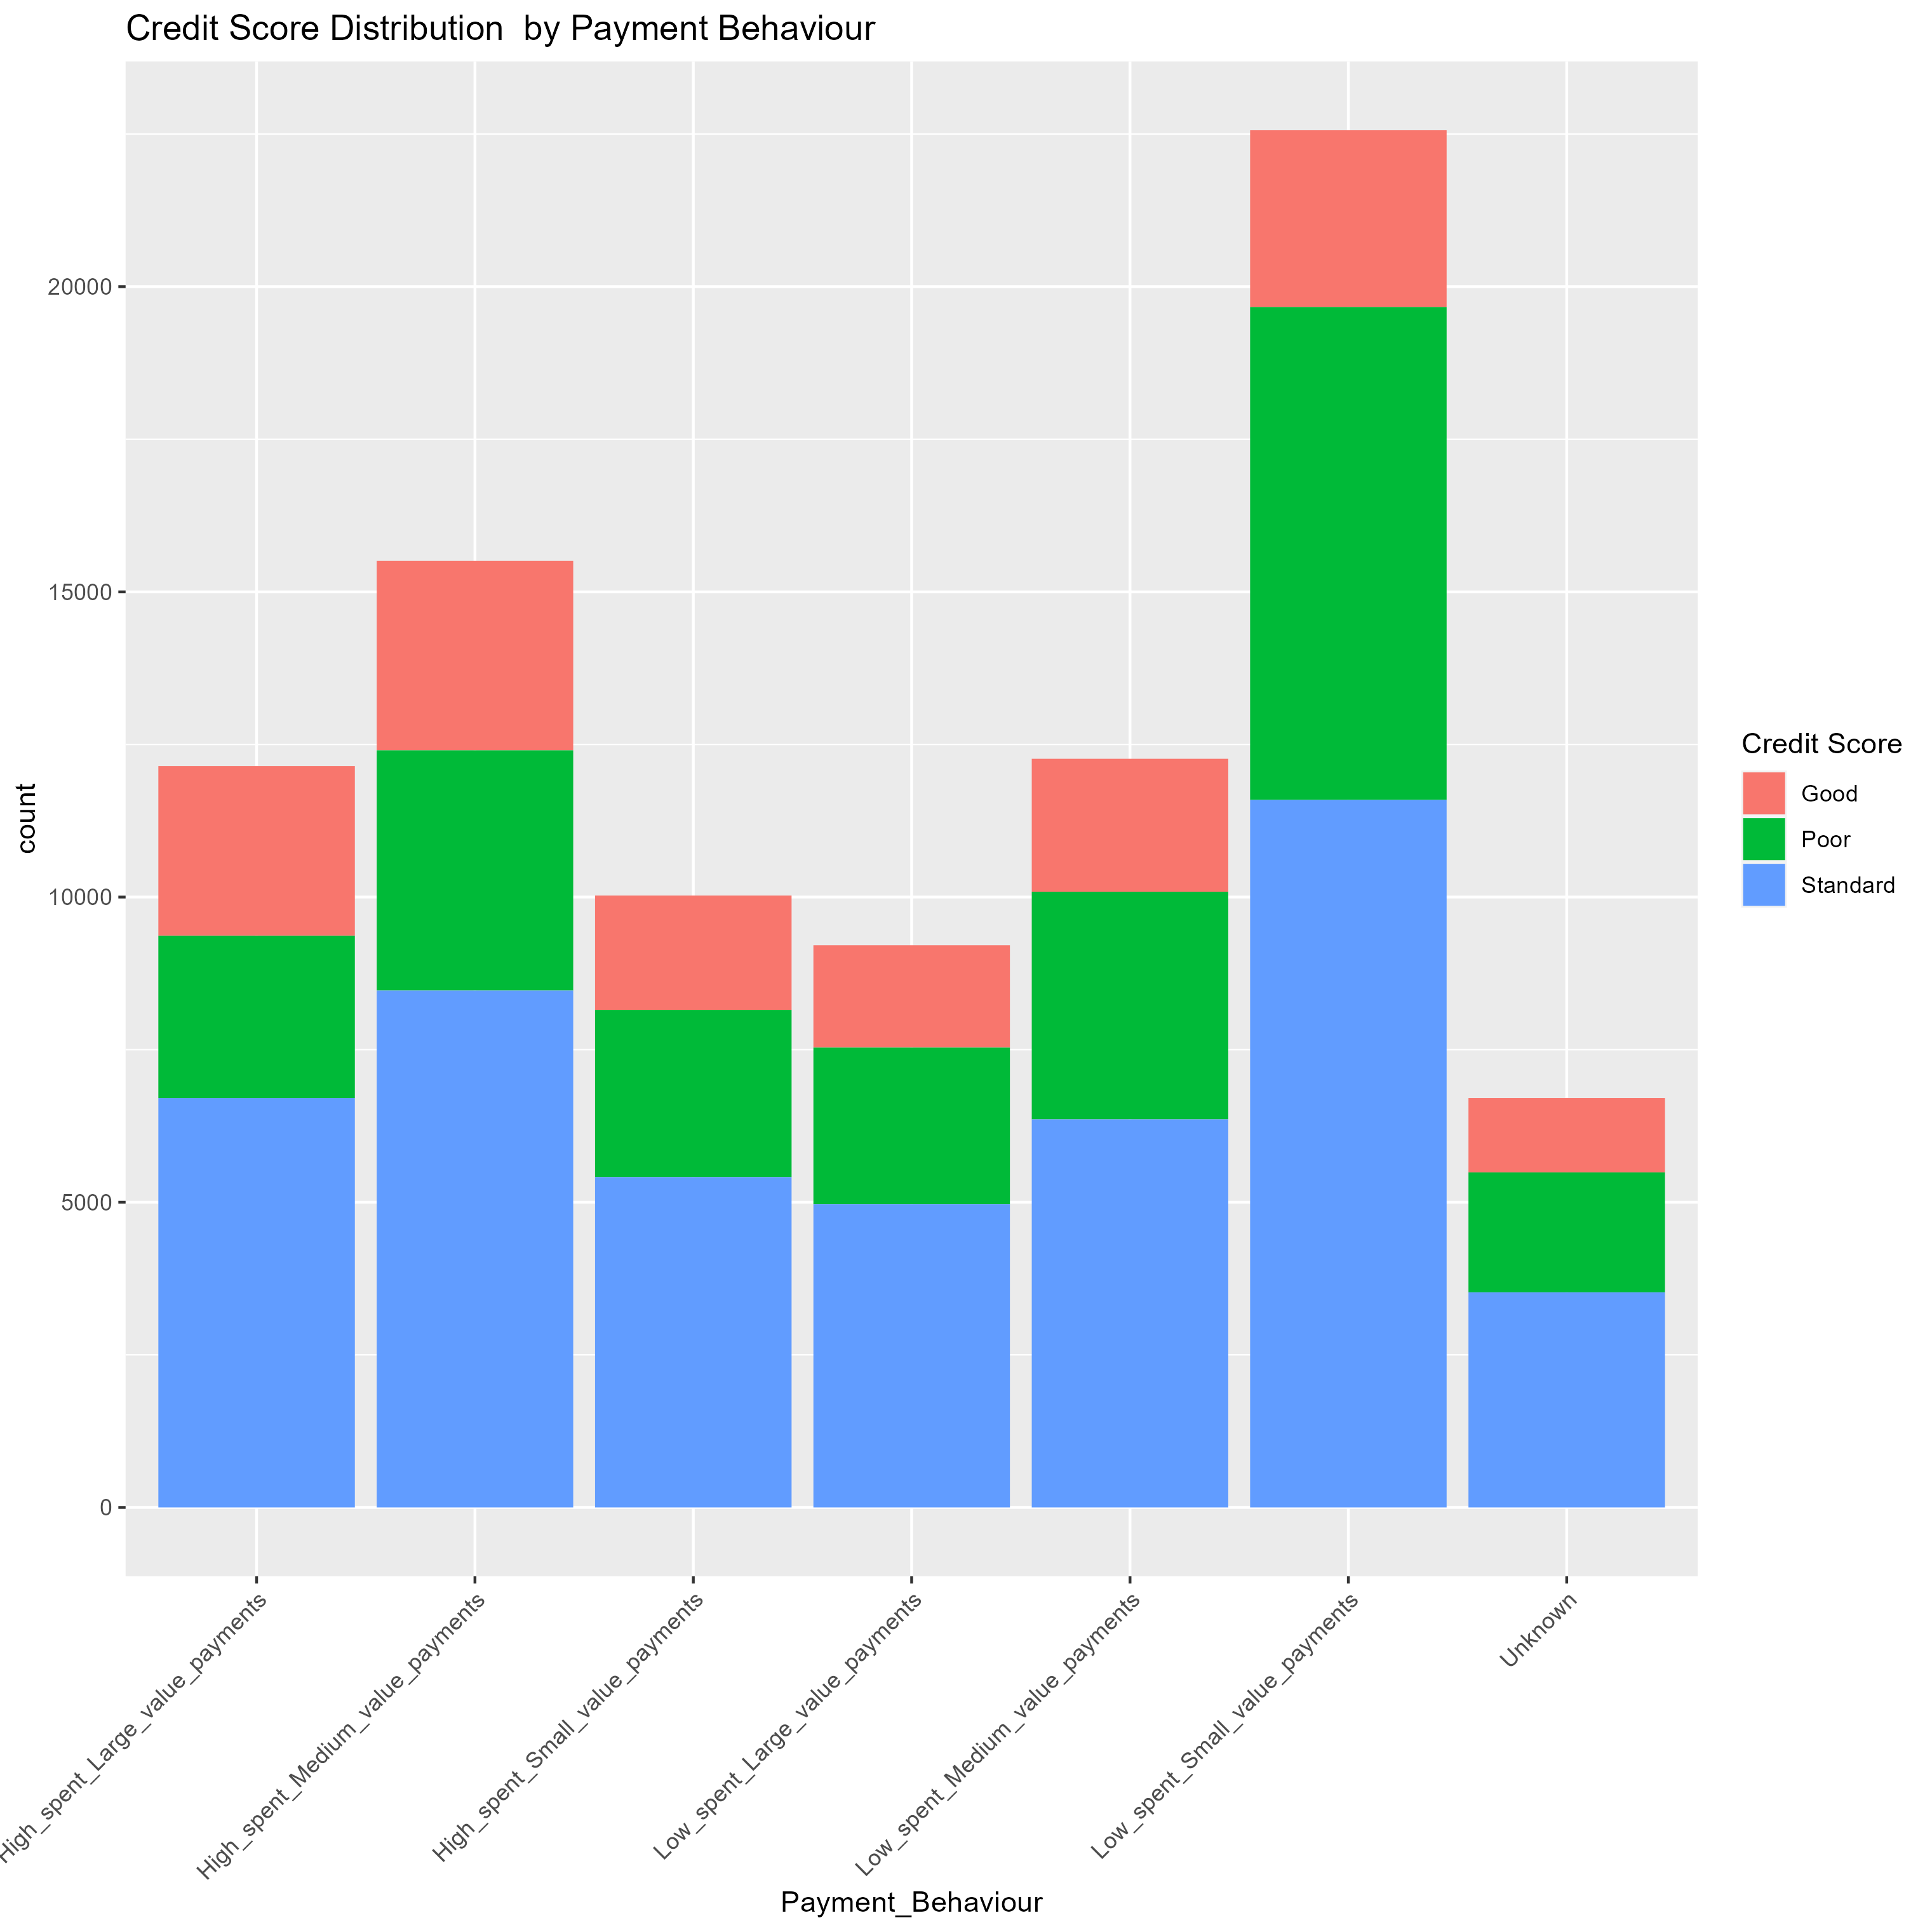 Credit Score Distribution  by Payment Behaviour
20000
15000
10000
5000
0
count
High_spent_Large_value_payments
High_spent_Medium_value_payments
High_spent_Small_value_payments
Low_spent_Large_value_payments
Low_spent_Medium_value_payments
Low_spent_Small_value_payments
Unknown
Payment_Behaviour
Credit Score
Good
Poor
Standard